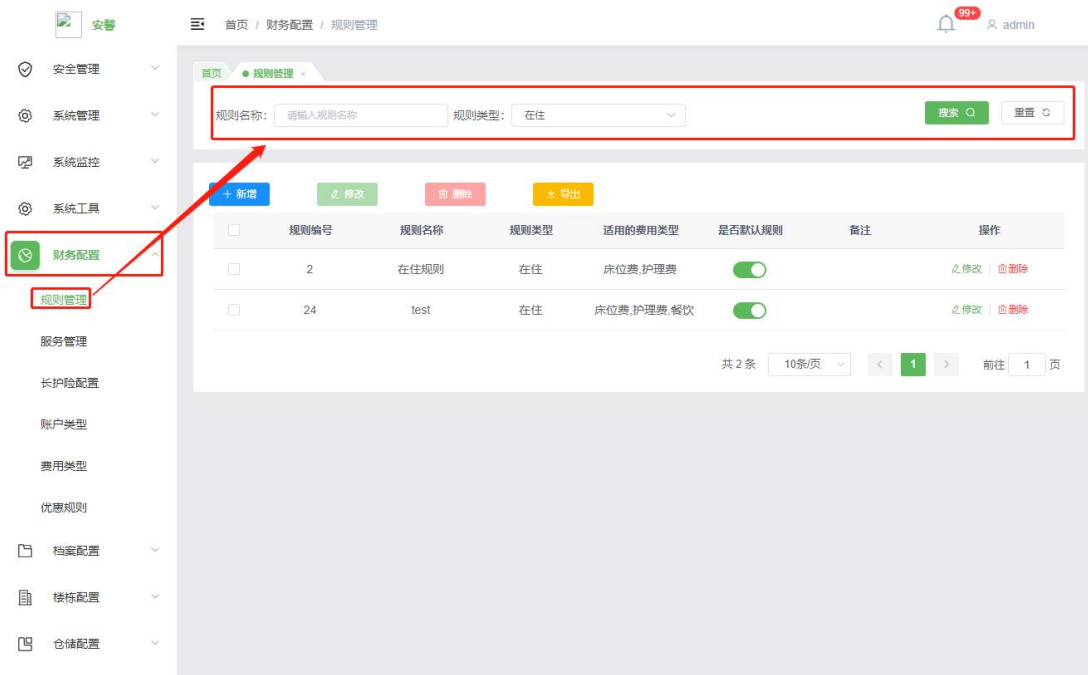 安馨
首页 / 财务配置 / 规则管理
99+
admin
安全管理
系统管理
系统监控
系统工具
财务配置
规则管理
服务管理
长护险配置
账户类型
费用类型
优惠规则
档案配置
楼栋配置
仓储配置
首页 规则管理 ×
规则名称: 请输入规则名称 规则类型: 在住 搜索 重置
+ 新增 修改 删除 导出
规则编号 规则名称 规则类型 适用的费用类型 是否默认规则 备注 操作
2 在住规则 在住 床位费,护理费 修改 删除
24 test 在住 床位费,护理费,餐饮 修改 删除
共 2 条 10条/页 < 1 > 前往 1 页